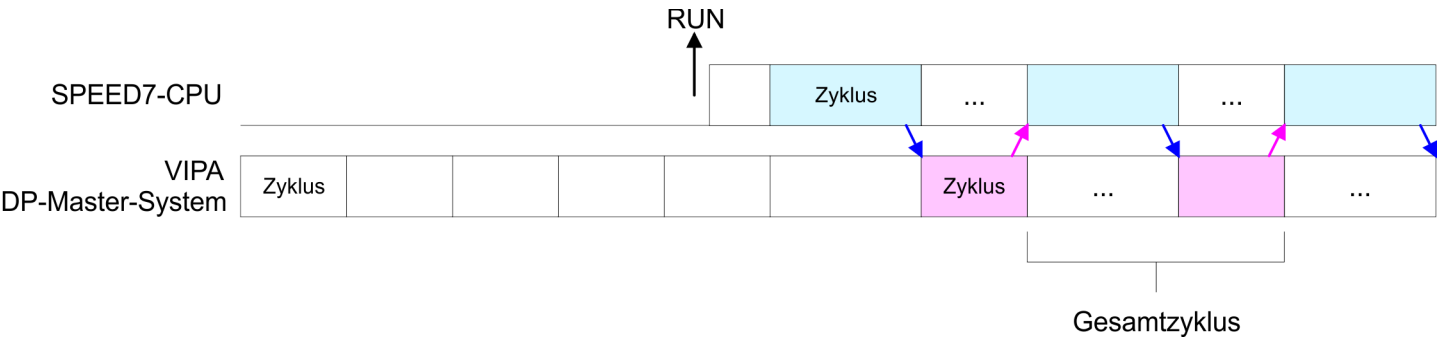 RUN
SPEED7-CPU
Zyklus
...
...
VIPA
DP-Master-System
Zyklus
Zyklus
...
...
Gesamtzyklus